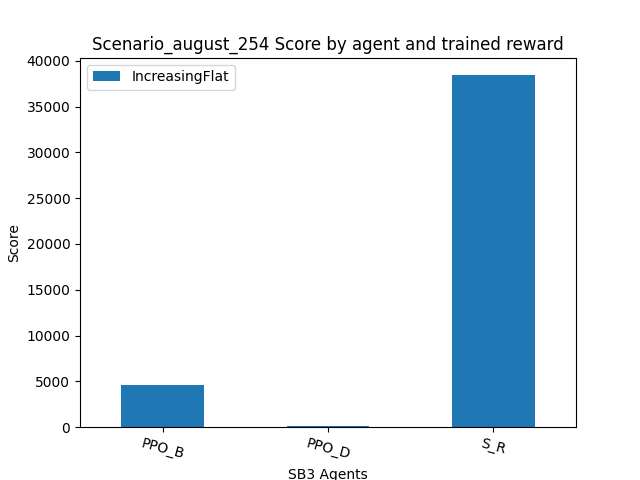 Scenario_august_254 Score by agent and trained reward
IncreasingFlat
Score
40000
35000
30000
25000
20000
15000
10000
5000
0
PPO_B
PPO_D
S_R
SB3 Agents